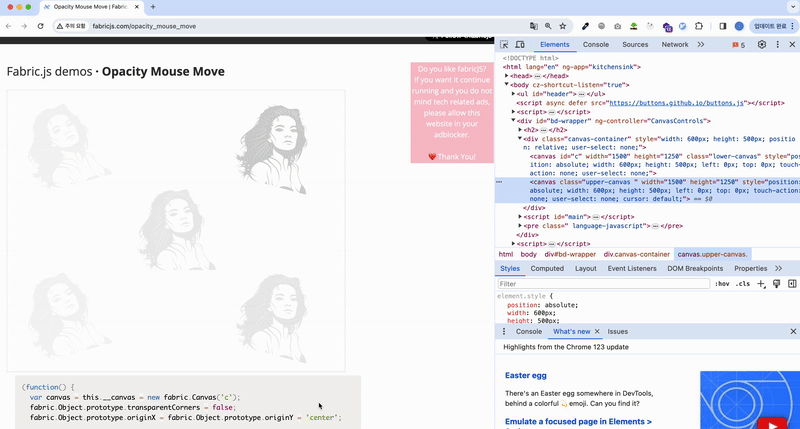 Opacity Mouse Move | Fabric.j
주의 요함
fabricjs.com/opacity_mouse_move
업데이트 완료
Fabric.js demos · Opacity Mouse Move
Do you like fabricJS?
If you want it continue
running and you do not
mind tech related ads,
please allow this
website in your
adblocker.
❤️ Thank You!
(function() {
var canvas = this.__canvas = new fabric.Canvas('c');
fabric.Object.prototype.transparentCorners = false;
fabric.Object.prototype.originX = fabric.Object.prototype.originY = 'center';
Elements Console Sources Network >> 5
<!DOCTYPE html>
<html lang="en" ng-app="kitchensink">
<head>…</head>
<body cz-shortcut-listen="true">
<ul id="header">…</ul>
<script async defer src="https://buttons.github.io/buttons.js"></script>
<script>…</script>
<div id="bd-wrapper" ng-controller="CanvasControls">
<h2>…</h2>
<div class="canvas-container" style="width: 600px; height: 500px; positio
n: relative; user-select: none;">
<canvas id="c" width="1500" height="1250" class="lower-canvas" style="pos
ition: absolute; width: 600px; height: 500px; left: 0px; top: 0px; touch-
action: none; user-select: none;">
<canvas class="upper-canvas " width="1500" height="1250" style="position:
absolute; width: 600px; height: 500px; left: 0px; top: 0px; touch-action:
none; user-select: none; cursor: default;"> == $0
</div>
<script id="main">…</script>
<pre class=" language-javascript">…</pre>
</div>
<script>…</script>
html body div#bd-wrapper div.canvas-container canvas.upper-canvas.
Styles Computed Layout Event Listeners DOM Breakpoints Properties >>
Filter :hov .cls
element.style {
position: absolute;
width: 600px;
height: 500px;
Console What's new Issues
Highlights from the Chrome 123 update
Easter egg
There's an Easter egg somewhere in DevTools,
behind a colorful 💫 emoji. Can you find it?
Emulate a focused page in Elements >